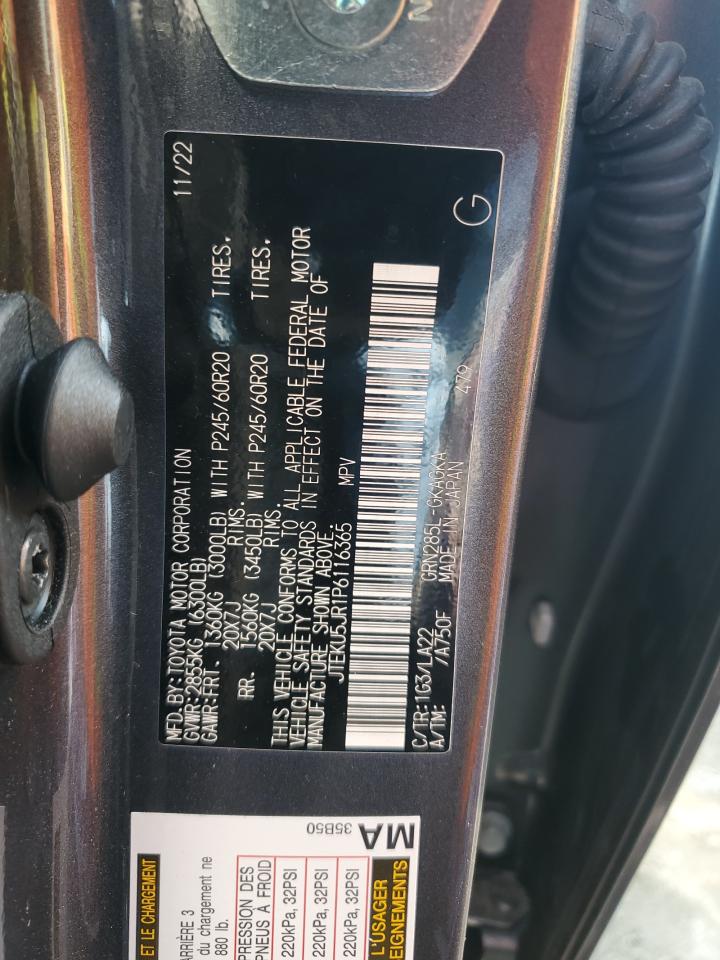 MFD.BY:TOYOTA MOTOR CORPORATION 11/22
GVWR:2855KG (6300LB)
GAWR:FRT. 1360KG (3000LB) WITH P245/60R20 TIRES.
20X7J RIMS.
RR. 1560KG (3450LB) WITH P245/60R20 TIRES.
20X7J RIMS.
THIS VEHICLE CONFORMS TO ALL APPLICABLE FEDERAL MOTOR
VEHICLE SAFETY STANDARDS IN EFFECT ON THE DATE OF
MANUFACTURE SHOWN ABOVE.
JTEKU5JR1P6116365 MPV
C/TR:1G3/LA22 GRN285L-GKAGKA 479
A/TM: /A750F MADE IN JAPAN
G
ET LE CHARGEMENT
ARRIÈRE 3
du chargement ne
880 lb.
PRESSION DES
PNEUS À FROID
220kPa, 32PSI
220kPa, 32PSI
220kPa, 32PSI
L'USAGER
EIGNEMENTS
MA
35B50